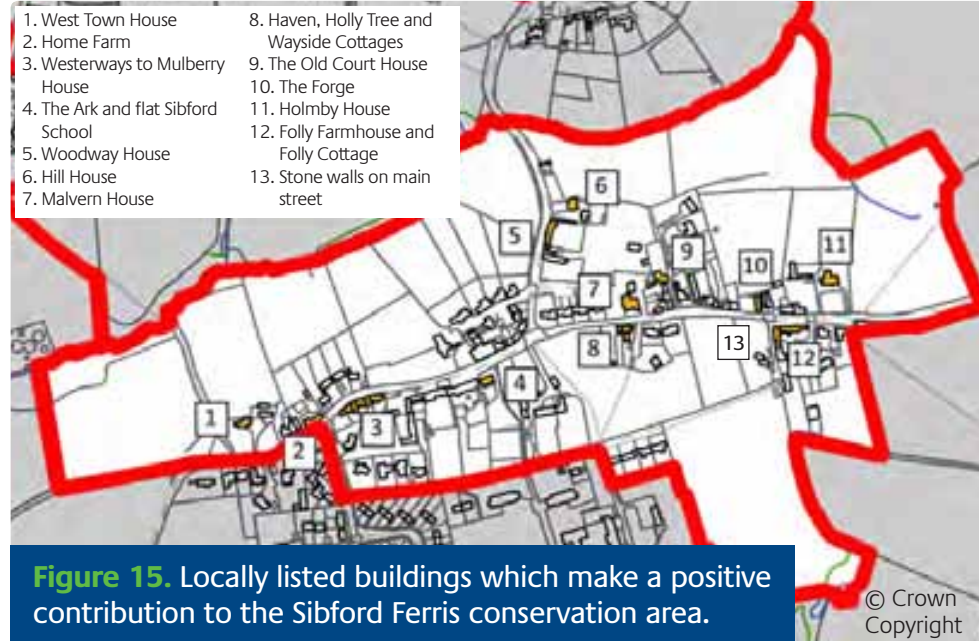 1. West Town House
2. Home Farm
3. Westerways to Mulberry
House
4. The Ark and flat Sibford
School
5. Woodway House
6. Hill House
7. Malvern House
8. Haven, Holly Tree and
Wayside Cottages
9. The Old Court House
10. The Forge
11. Holmby House
12. Folly Farmhouse and
Folly Cottage
13. Stone walls on main
street
6
5
11
9
10
7
13
8
12
4
1
3
2
Figure 15. Locally listed buildings which make a positive
contribution to the Sibford Ferris conservation area.
© Crown
Copyright